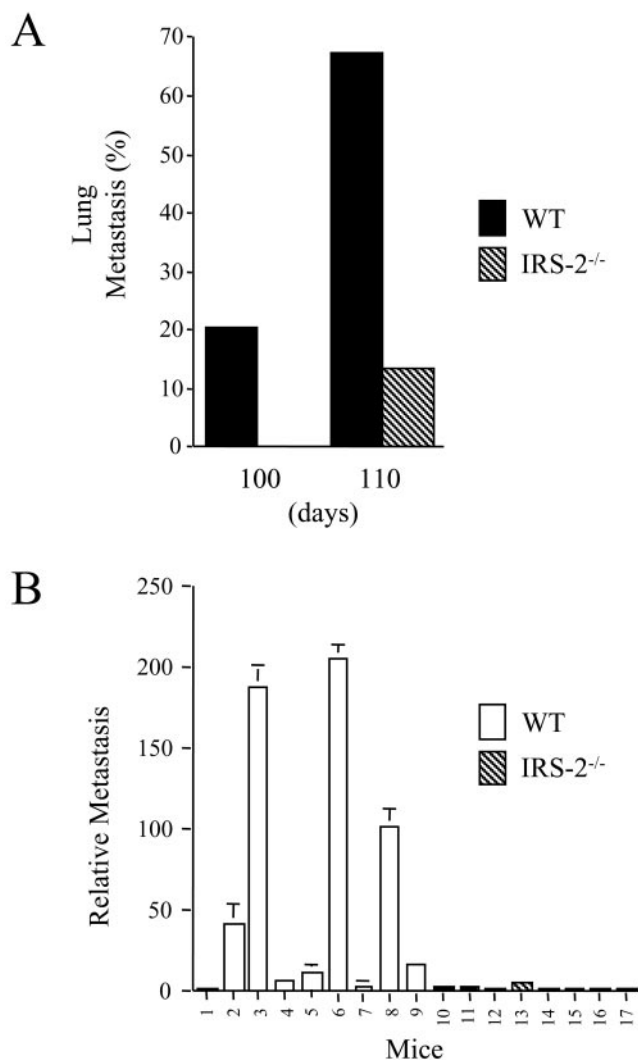 A
70
60
50
40
30
20
10
0
Lung
Metastasis (%)
100 110
(days)
WT
IRS-2-/-
B
250
200
150
100
50
0
Relative Metastasis
1 2 3 4 5 6 7 8 9 10 11 12 13 14 15 16 17
Mice
WT
IRS-2-/-